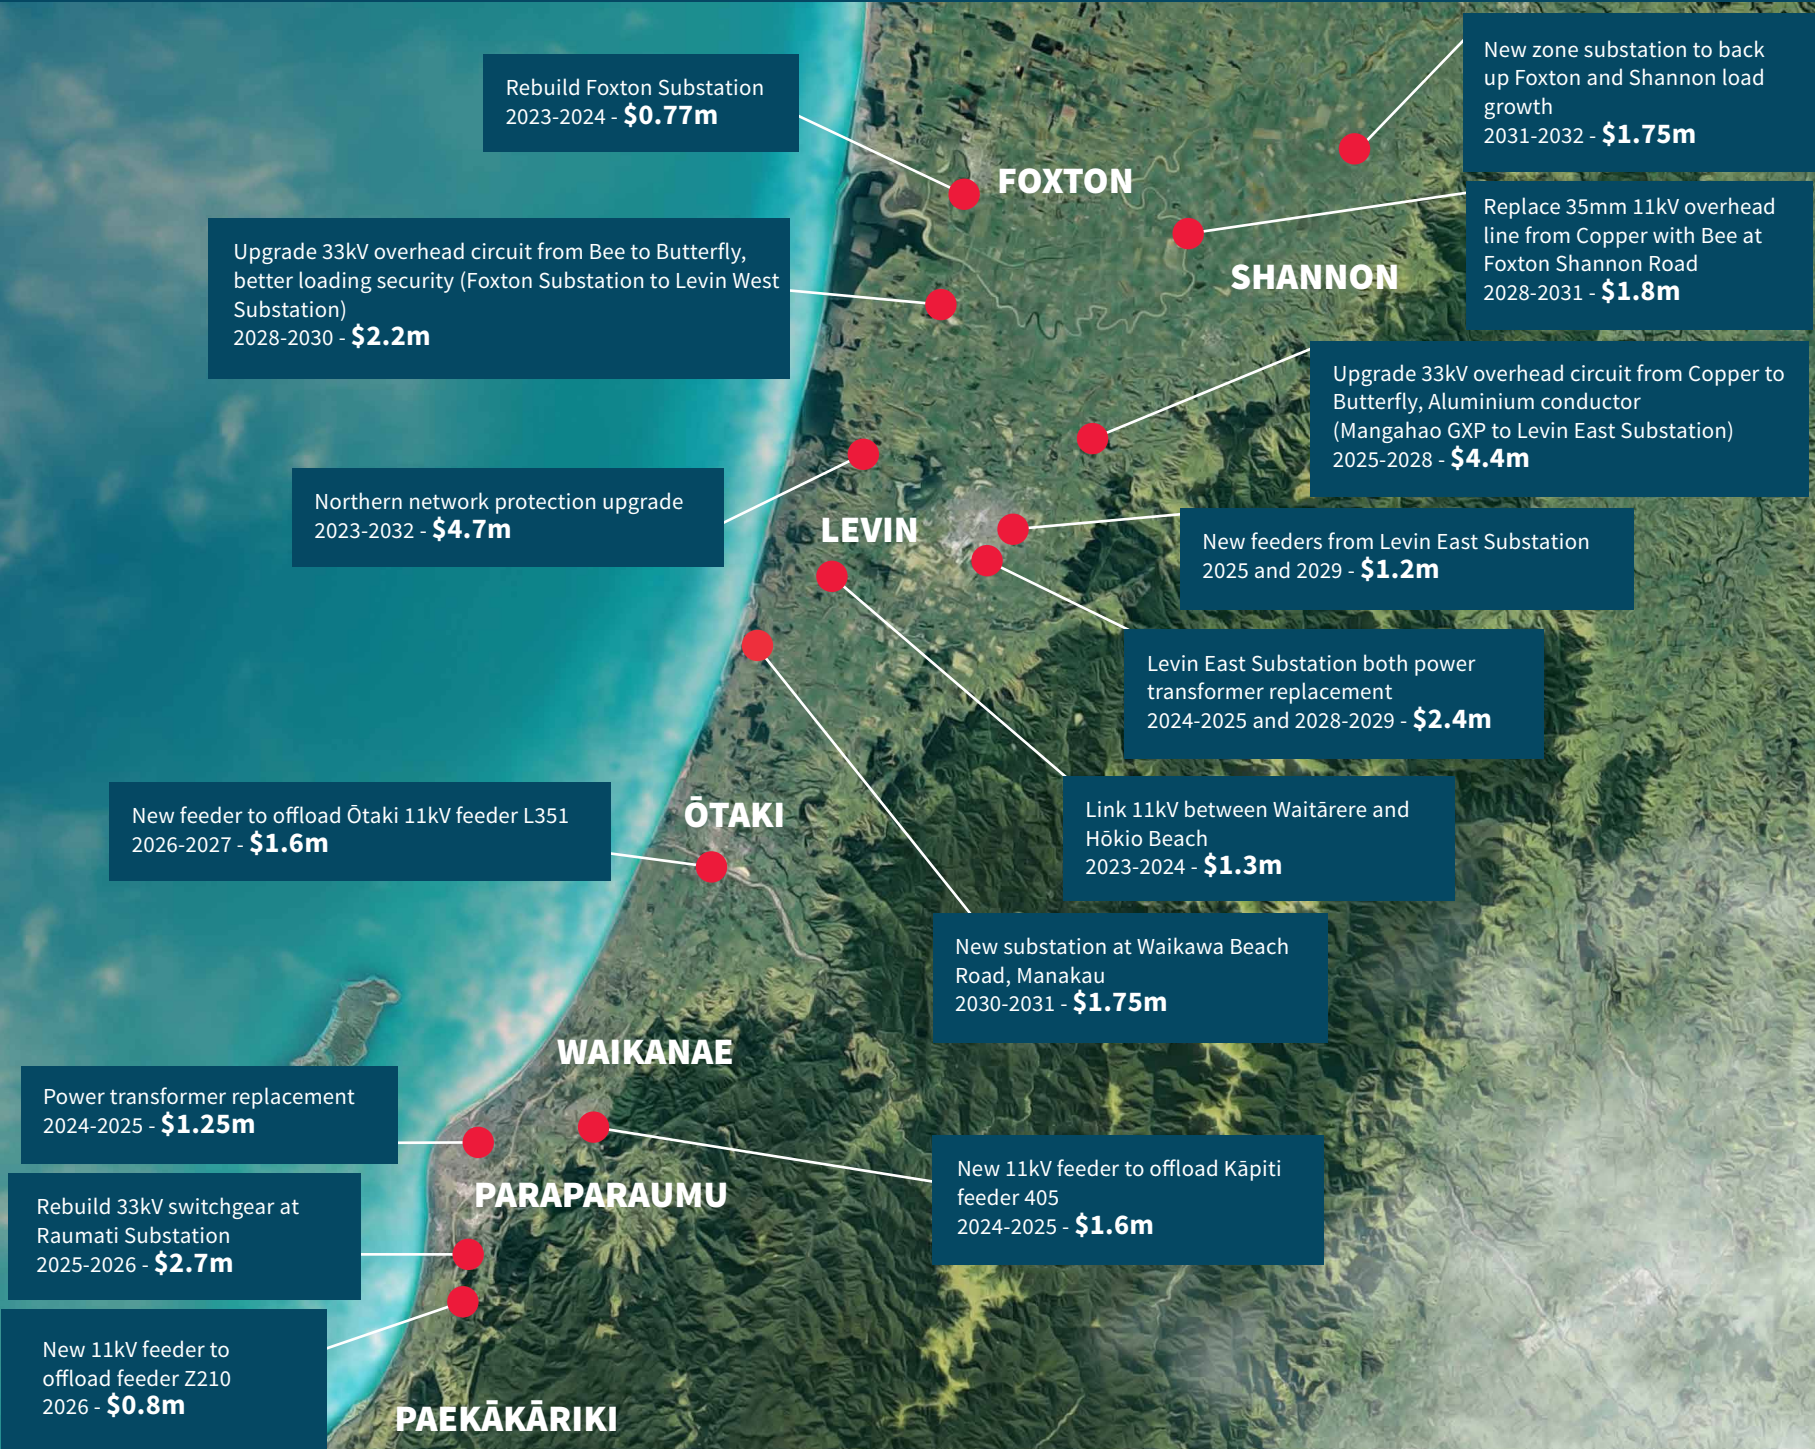 New zone substation to back
up Foxton and Shannon load
growth
2031-2032 - $1.75m
Rebuild Foxton Substation
2023-2024 - $0.77m
FOXTON
Replace 35mm 11kV overhead
line from Copper with Bee at
Foxton Shannon Road
2028-2031 - $1.8m
Upgrade 33kV overhead circuit from Bee to Butterfly,
better loading security (Foxton Substation to Levin West
Substation)
2028-2030 - $2.2m
SHANNON
Upgrade 33kV overhead circuit from Copper to
Butterfly, Aluminium conductor
(Mangahao GXP to Levin East Substation)
2025-2028 - $4.4m
Northern network protection upgrade
2023-2032 - $4.7m
LEVIN
New feeders from Levin East Substation
2025 and 2029 - $1.2m
Levin East Substation both power
transformer replacement
2024-2025 and 2028-2029 - $2.4m
New feeder to offload Ōtaki 11kV feeder L351
2026-2027 - $1.6m
ŌTAKI
Link 11kV between Waitārere and
Hōkio Beach
2023-2024 - $1.3m
New substation at Waikawa Beach
Road, Manakau
2030-2031 - $1.75m
WAIKANAE
Power transformer replacement
2024-2025 - $1.25m
New 11kV feeder to offload Kāpiti
feeder 405
2024-2025 - $1.6m
PARAPARAUMU
Rebuild 33kV switchgear at
Raumati Substation
2025-2026 - $2.7m
New 11kV feeder to
offload feeder Z210
2026 - $0.8m
PAEKĀKĀRIKI